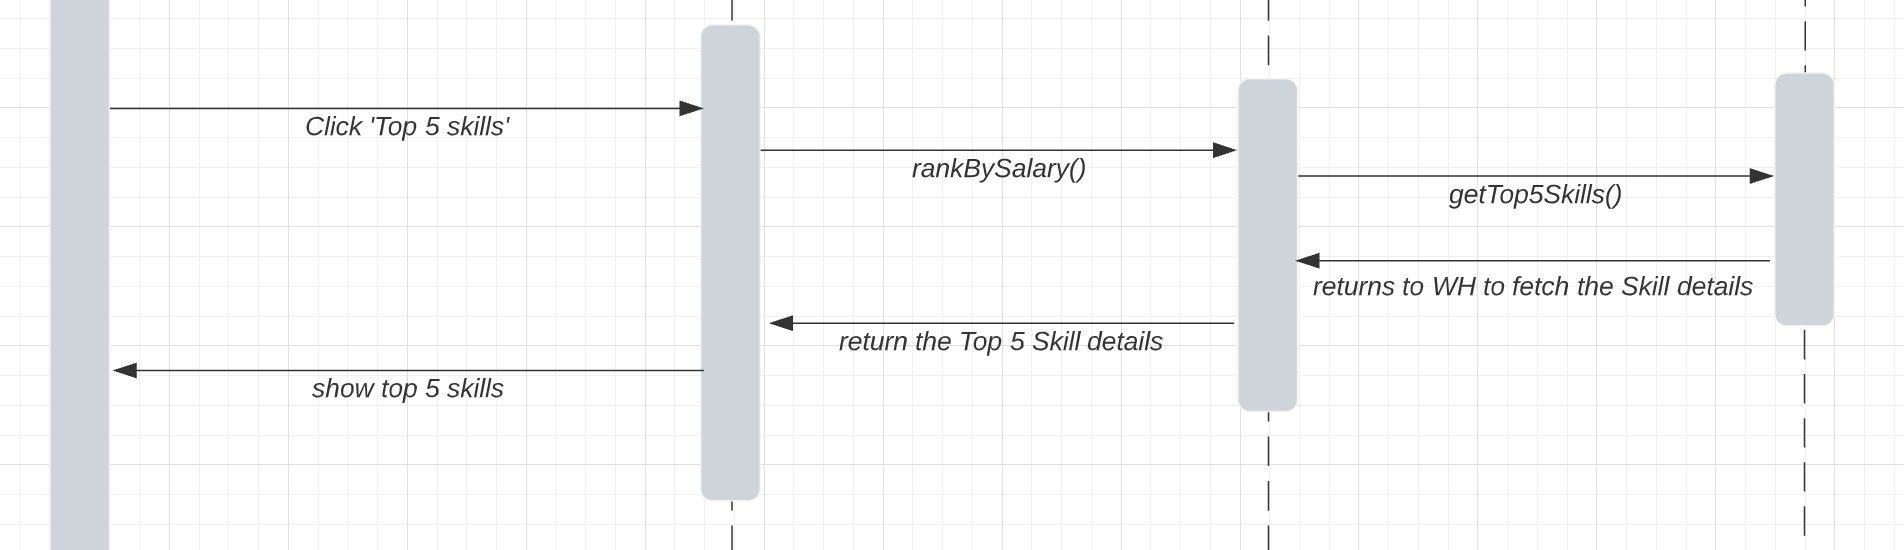 Click 'Top 5 skills'
rankBySalary()
getTop5Skills()
returns to WH to fetch the Skill details
return the Top 5 Skill details
show top 5 skills